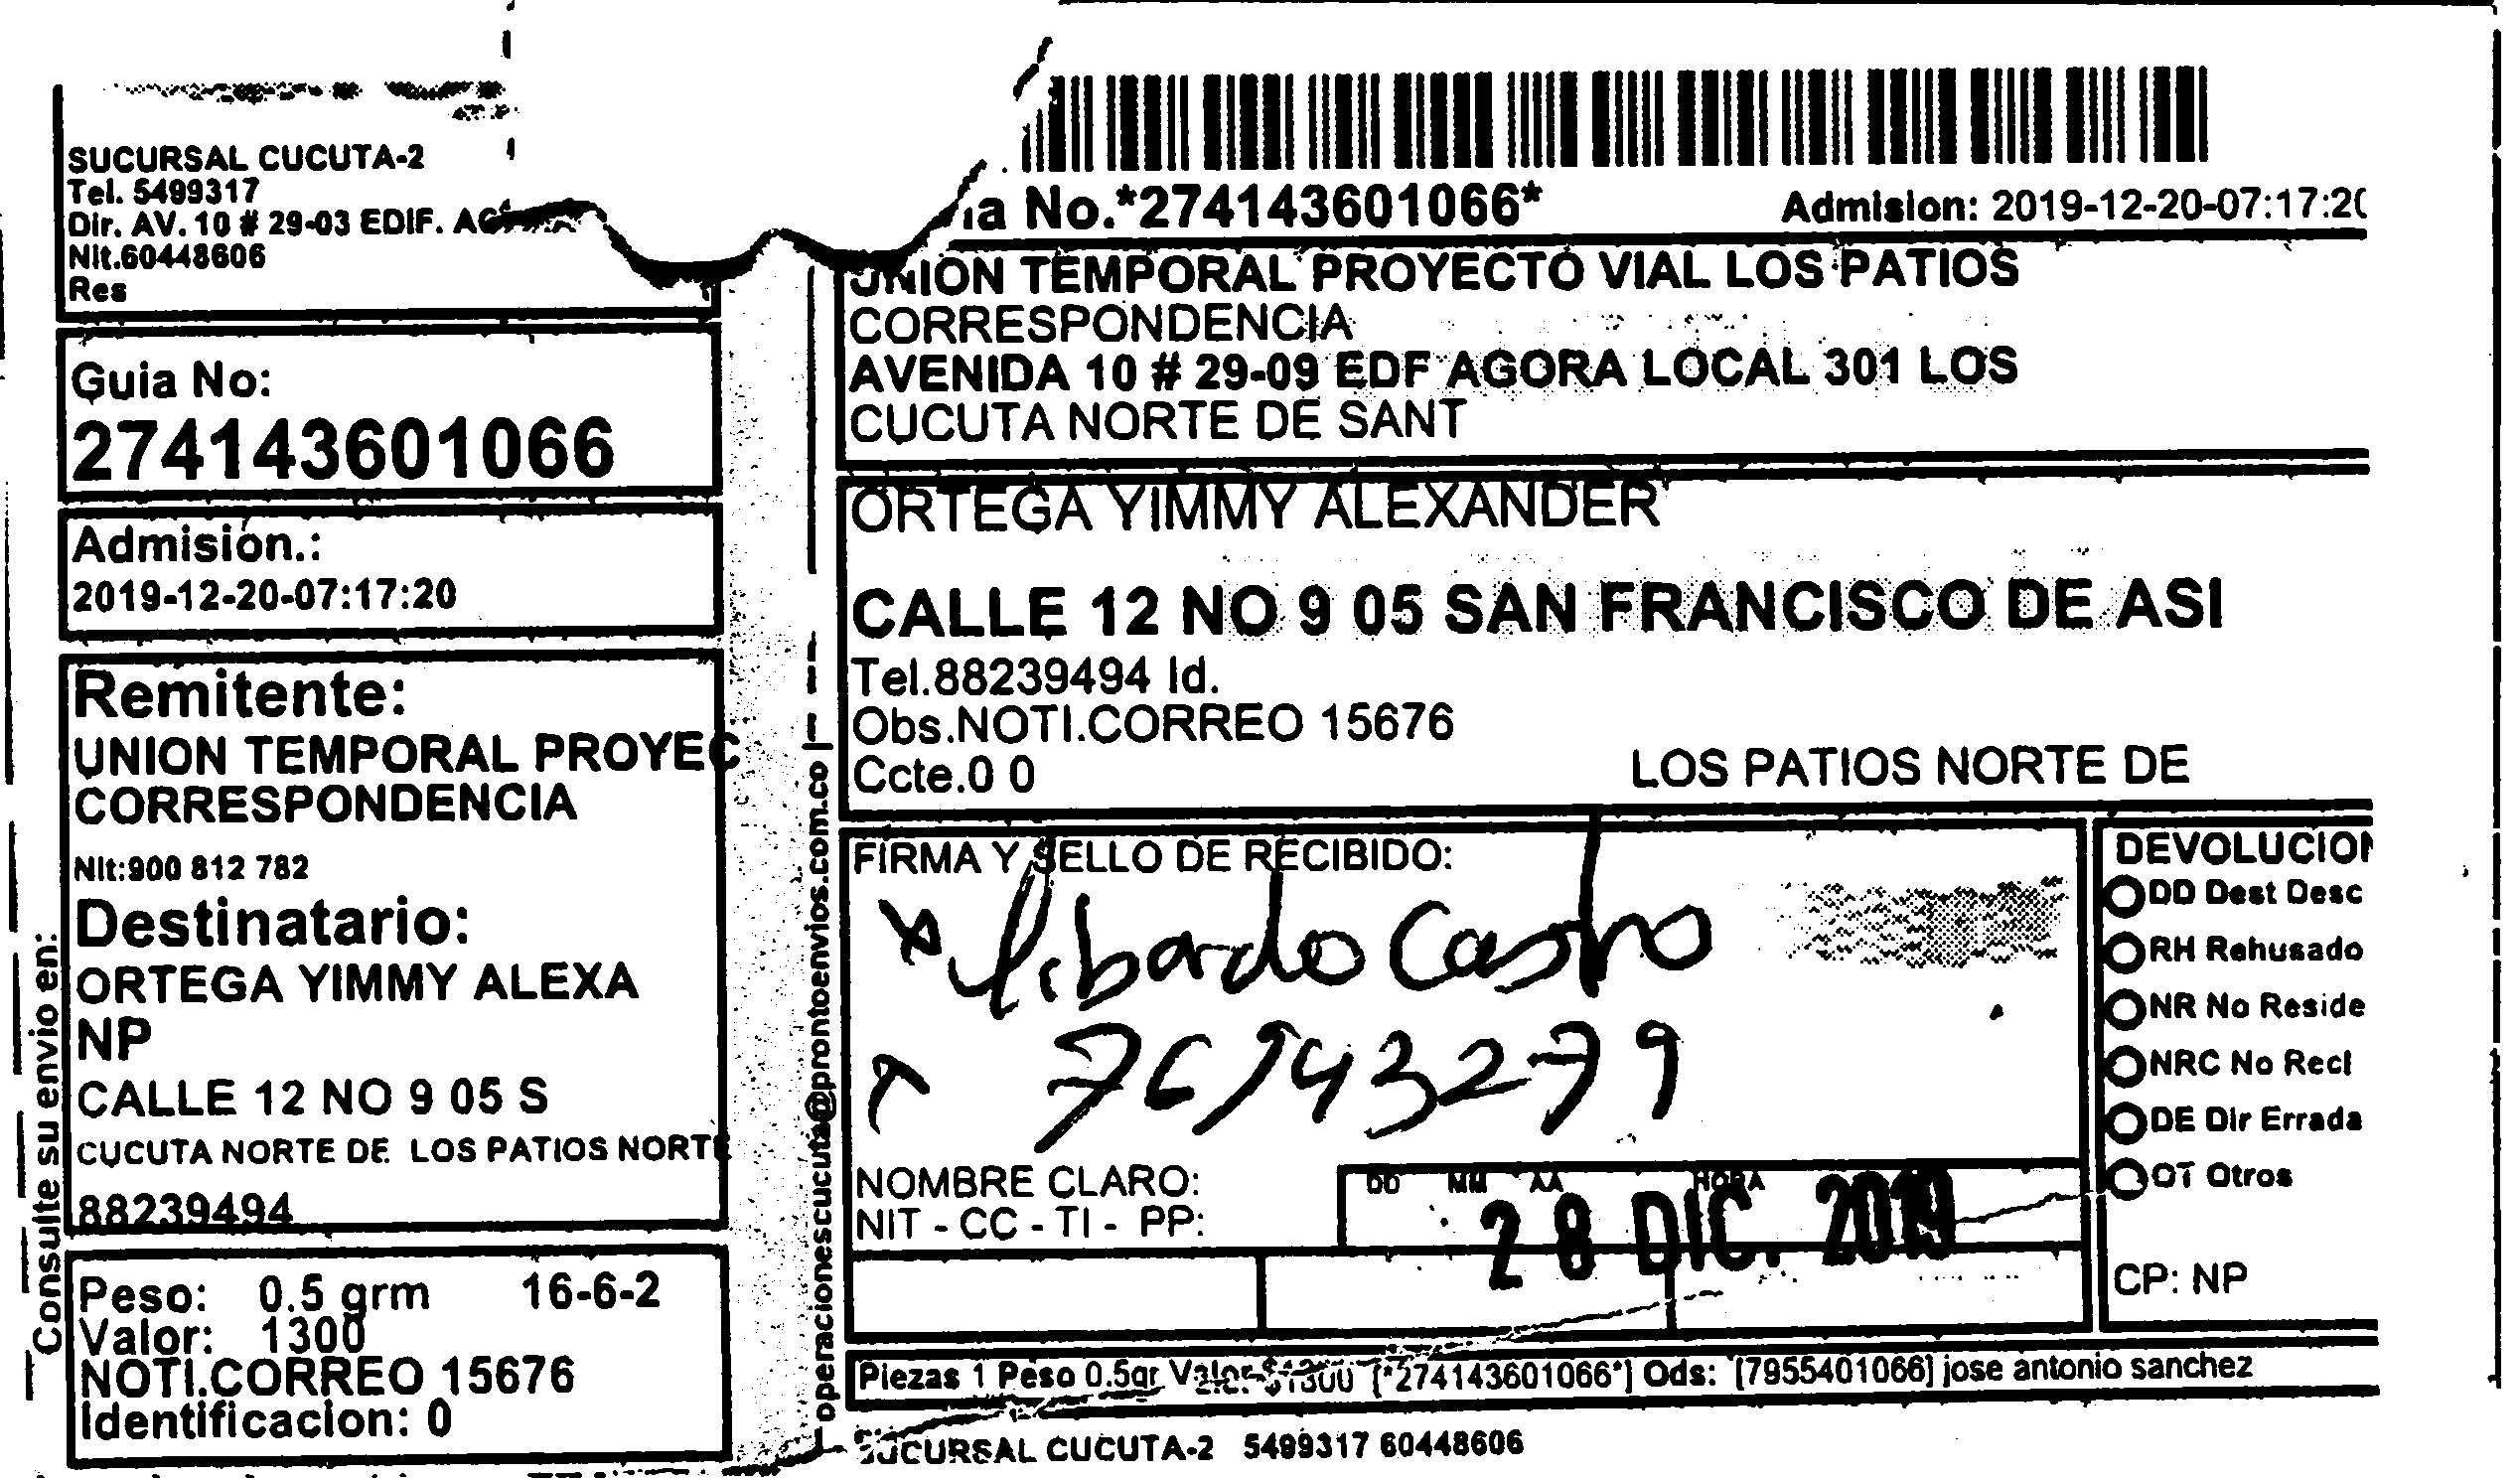 SUCURSAL CUCUTA-2
Tel. 5499317
Dir. AV. 10 # 29-03 EDIF.
Nit.60448606
Res
Guia No:
274143601066
Admisión.:
2019-12-20-07:17:20
Remitente:
UNION TEMPORAL PROYEC
CORRESPONDENCIA
Nit:900 812 782
Destinatario:
ORTEGA YIMMY ALEXA
NP
CALLE 12 NO 9 05 S
CUCUTA NORTE DE LOS PATIOS NORTE
88239494
Peso: 0.5 grm 16-6-2
Valor: 1300
NOTI.CORREO 15676
Identificacion: 0
Consulte su envio en:
operacionescucuta@prontoenvios.com.co
No.*274143601066* Admision: 2019-12-20-07:17:20
UNION TEMPORAL PROYECTO VIAL LOS PATIOS
CORRESPONDENCIA
AVENIDA 10 # 29-09 EDF AGORA LOCAL 301 LOS
CUCUTA NORTE DE SANT
ORTEGA YIMMY ALEXANDER
CALLE 12 NO 9 05 SAN FRANCISCO DE ASI
Tel.88239494 Id.
Obs.NOTI.CORREO 15676
Ccte.0 0 LOS PATIOS NORTE DE
FIRMA Y SELLO DE RECIBIDO:
x libardo Castro
x 76143279
NOMBRE CLARO:
NIT - CC - TI - PP:
DD MM AA HORA
28 DIC. 2019
DEVOLUCION
DD Dest Desc
RH Rehusado
NR No Reside
NRC No Recl
DE Dir Errada
OT Otros
CP: NP
Piezas 1 Peso 0.5gr Valor $1300 [*274143601066*] Ods: [7955401066] jose antonio sanchez
SUCURSAL CUCUTA-2 5499317 60448606